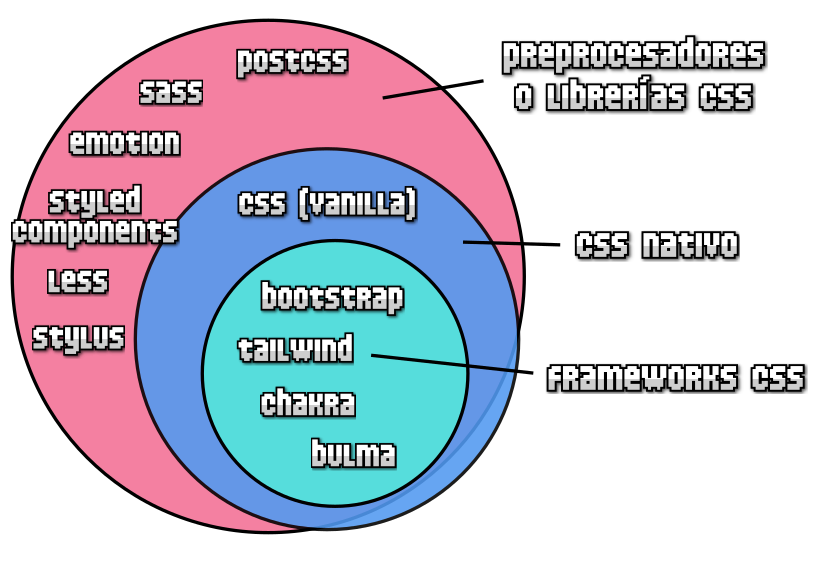 postcss
sass
emotion
styled
components
less
stylus
css (vanilla)
bootstrap
tailwind
chakra
bulma
preprocesadores
o librerías css
css nativo
frameworks css